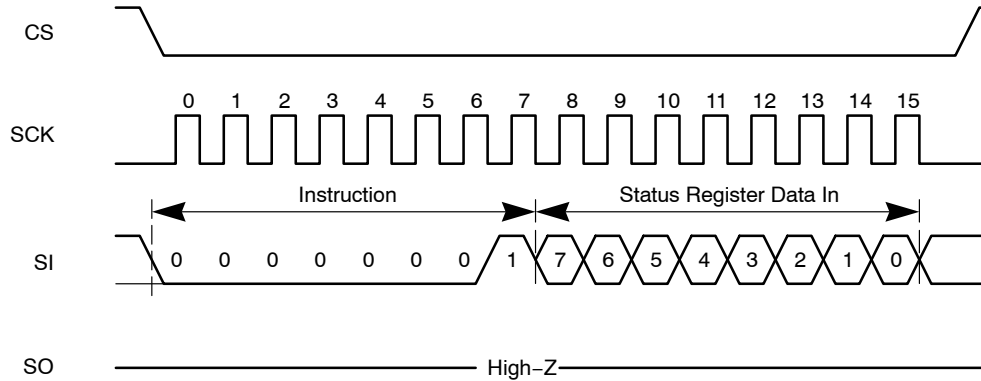 CS
0 1 2 3 4 5 6 7 8 9 10 11 12 13 14 15
SCK
Instruction Status Register Data In
SI 0 0 0 0 0 0 0 1 7 6 5 4 3 2 1 0
SO High−Z